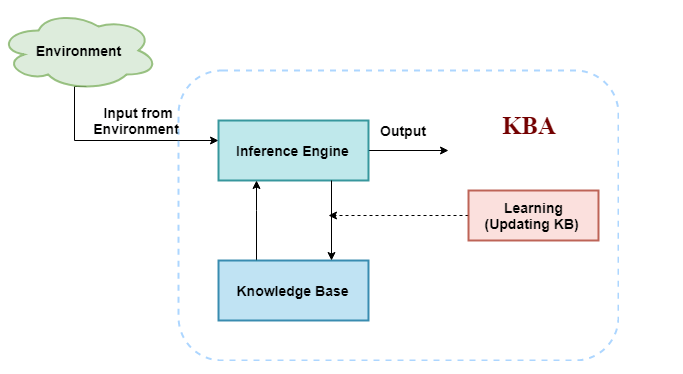 Environment
Input from
Environment
Inference Engine
Output
KBA
Learning
(Updating KB)
Knowledge Base